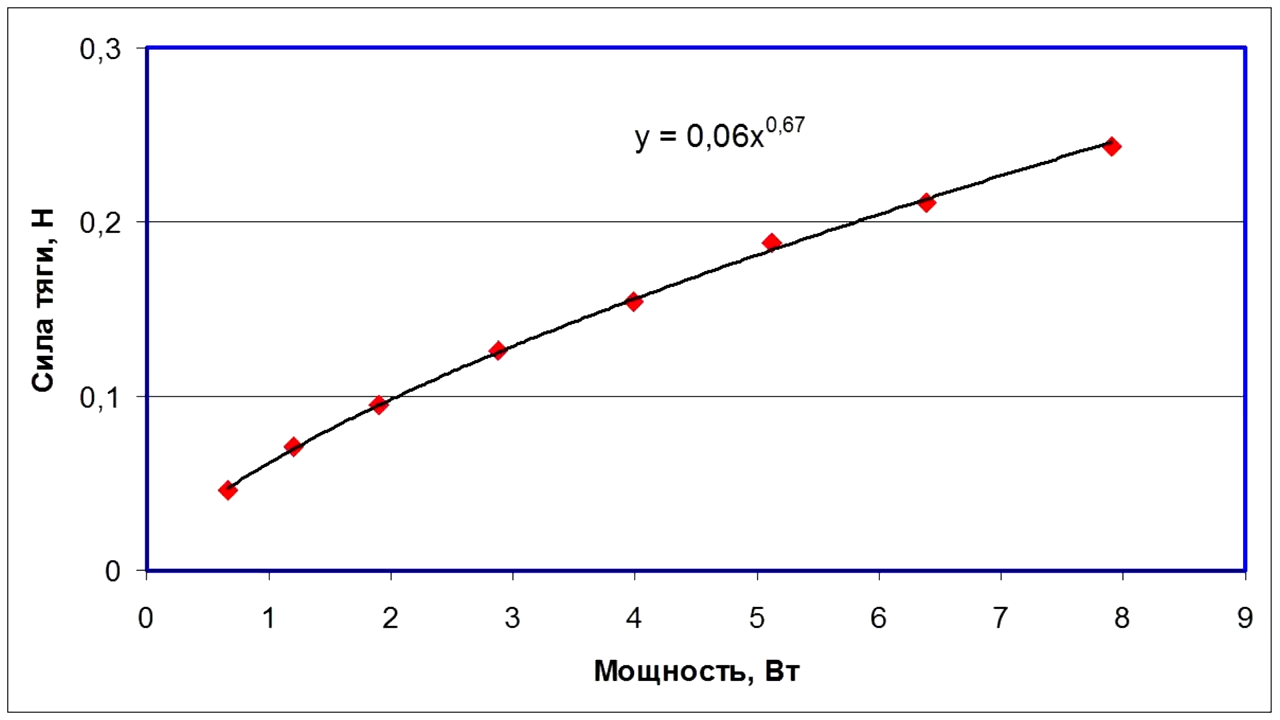 0,3
y = 0,06x^0,67
0,2
Сила тяги, Н
0,1
0
0 1 2 3 4 5 6 7 8 9
Мощность, Вт